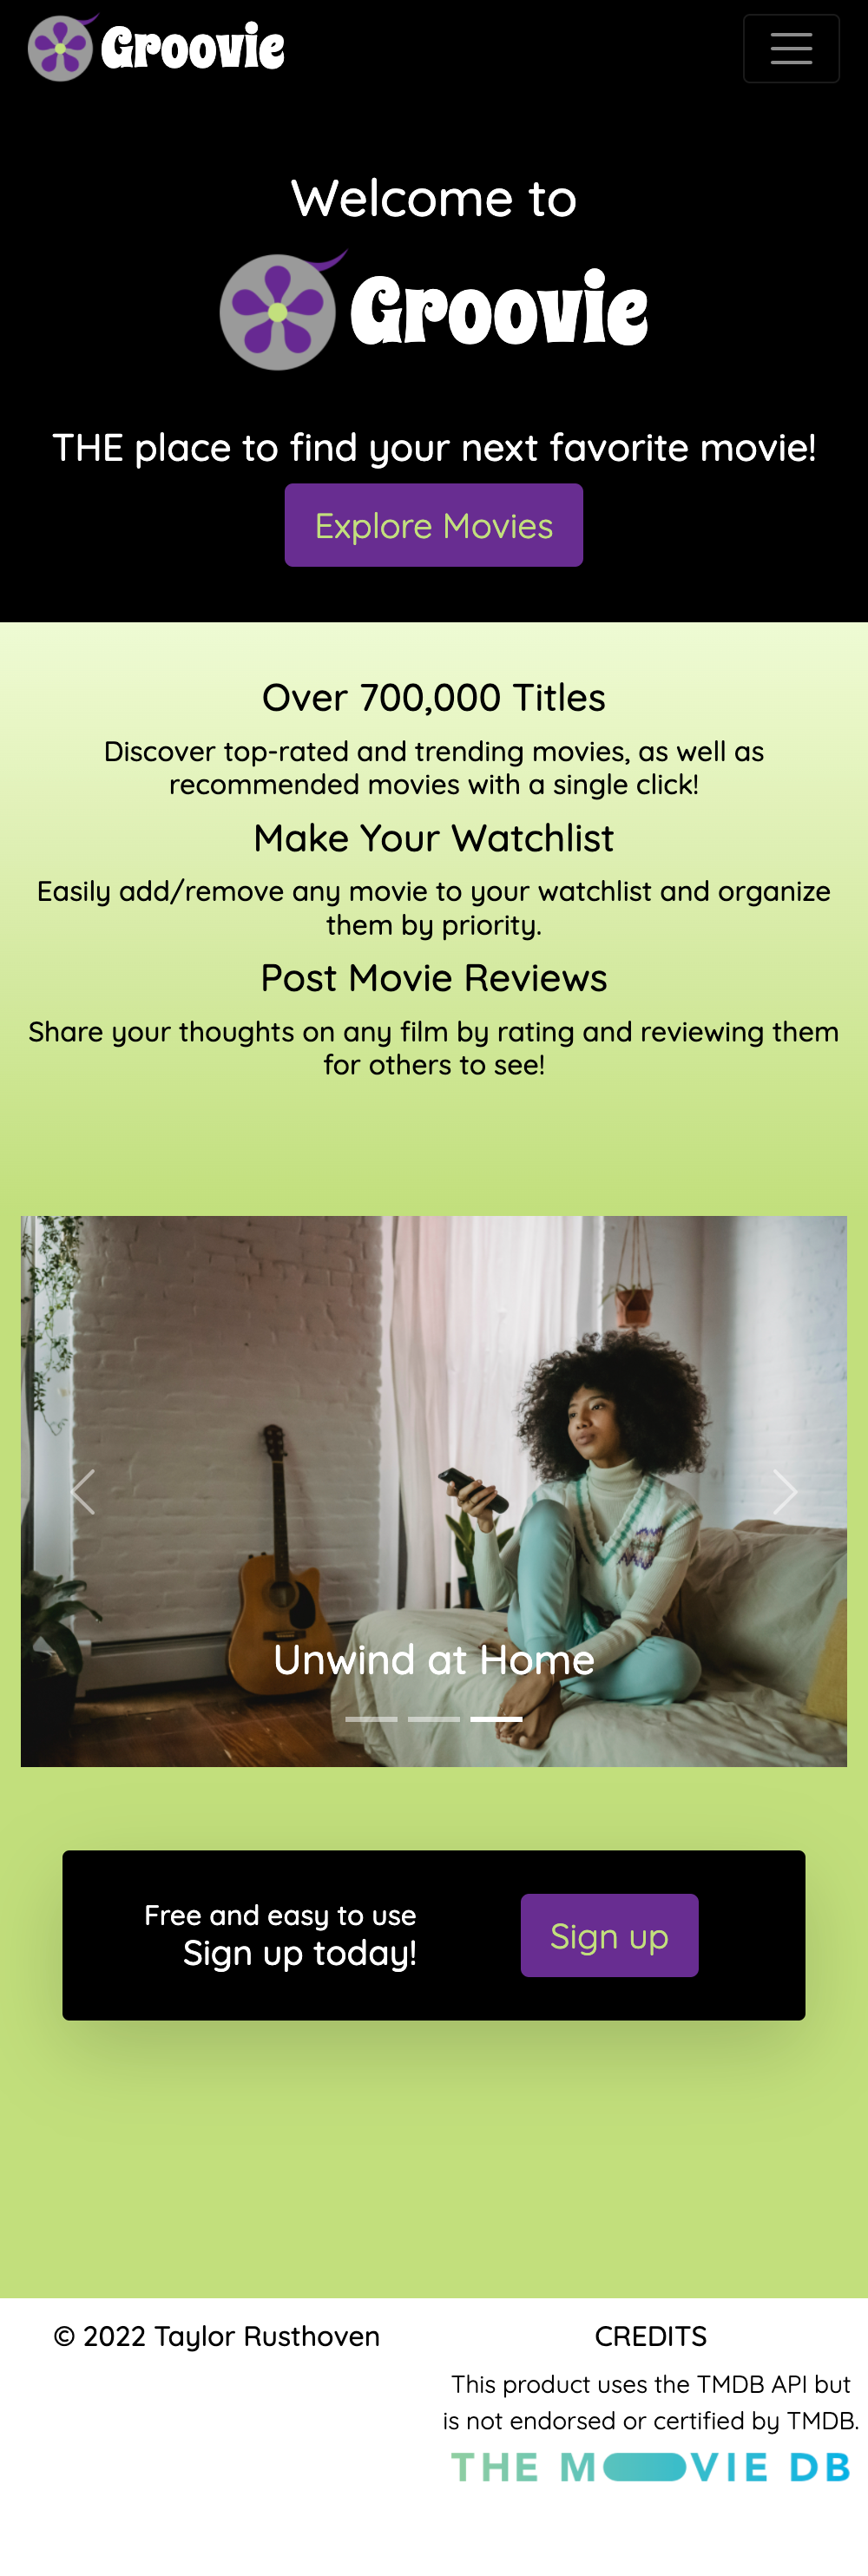 Groovie
Welcome to
Groovie
THE place to find your next favorite movie!
Explore Movies
Over 700,000 Titles
Discover top-rated and trending movies, as well as
recommended movies with a single click!
Make Your Watchlist
Easily add/remove any movie to your watchlist and organize
them by priority.
Post Movie Reviews
Share your thoughts on any film by rating and reviewing them
for others to see!
Unwind at Home
Free and easy to use
Sign up today!
Sign up
© 2022 Taylor Rusthoven
CREDITS
This product uses the TMDB API but
is not endorsed or certified by TMDB.
THE MOVIE DB